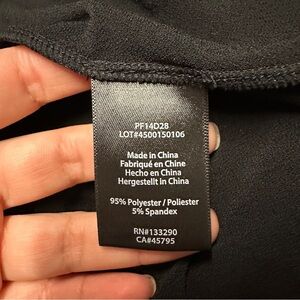 PF14D28
LOT#4500150106
Made in China
Fabriqué en Chine
Hecho en China
Hergestellt in China
95% Polyester / Poliester
5% Spandex
RN#133290
CA#45795